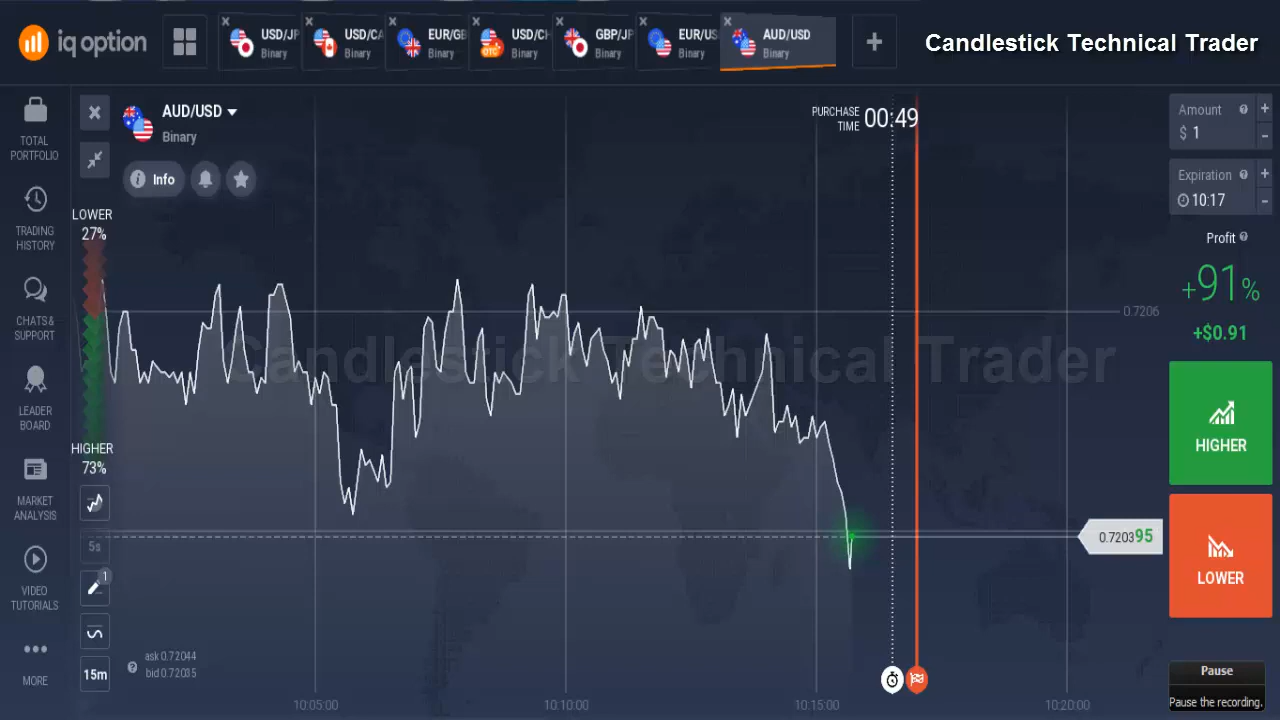 iq option
USD/JP
Binary
USD/CA
Binary
EUR/GB
Binary
USD/CH
Binary
OTC
GBP/JP
Binary
EUR/US
Binary
AUD/USD
Binary
Candlestick Technical Trader
TOTAL
PORTFOLIO
TRADING
HISTORY
CHATS &
SUPPORT
LEADER
BOARD
MARKET
ANALYSIS
VIDEO
TUTORIALS
MORE
AUD/USD
Binary
Info
LOWER
27%
HIGHER
73%
5s
1
15m
PURCHASE
TIME
00:49
0.7206
Candlestick Technical Trader
0.720395
ask 0.72044
bid 0.72035
10:05:00
10:10:00
10:15:00
10:20:00
Amount
$ 1
+
-
Expiration
10:17
+
-
Profit
+91%
+$0.91
HIGHER
LOWER
Pause
Pause the recording.